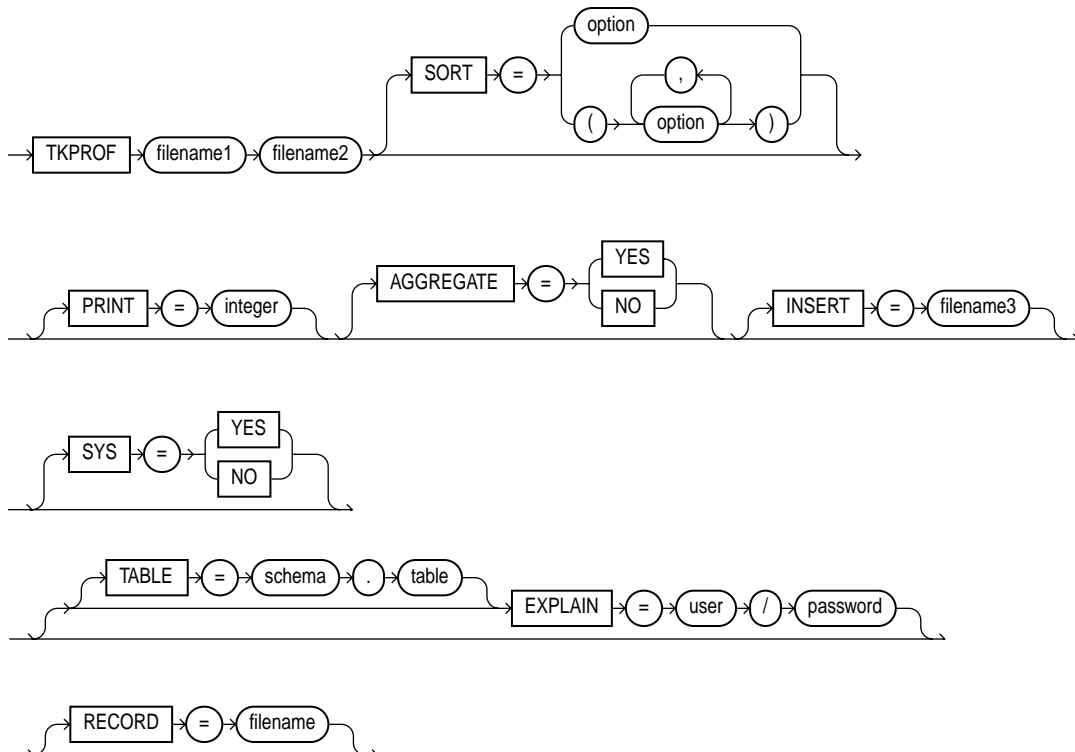 option
SORT = ,
( option )
TKPROF filename1 filename2
YES
PRINT = integer AGGREGATE = NO INSERT = filename3
YES
SYS = NO
TABLE = schema . table
EXPLAIN = user / password
RECORD = filename